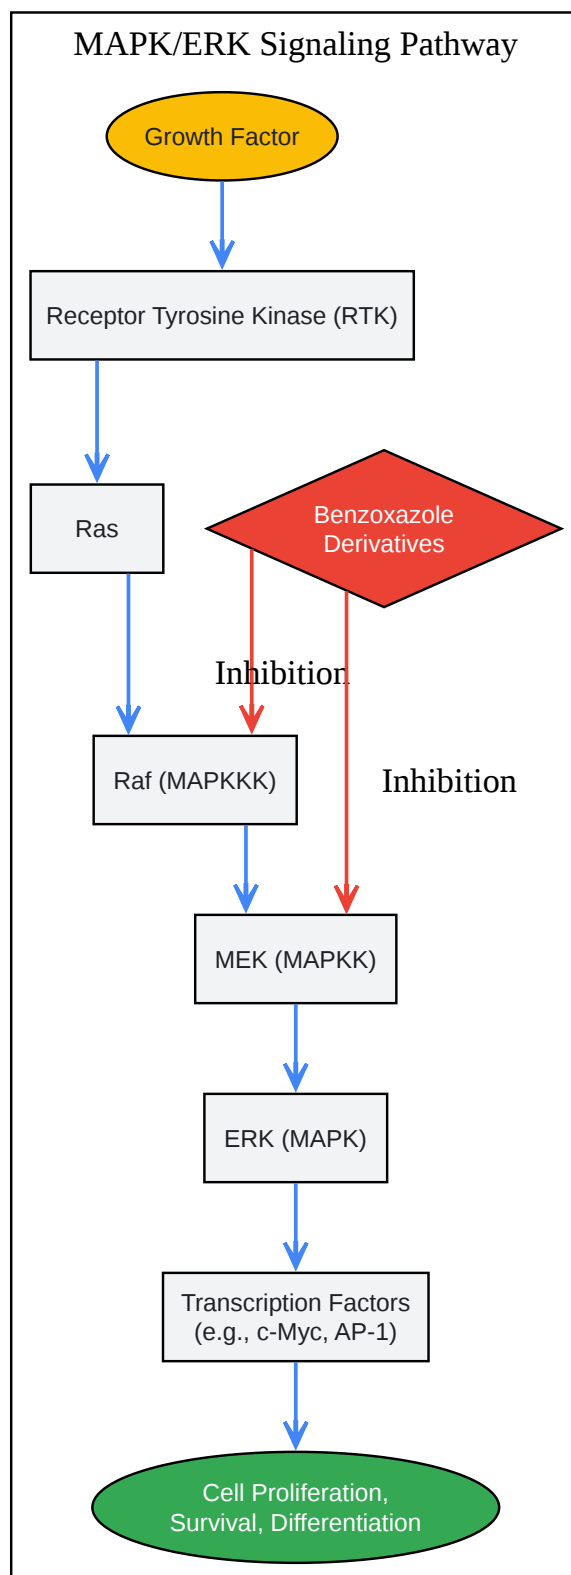 MAPK/ERK Signaling Pathway
Growth Factor
Receptor Tyrosine Kinase (RTK)
Ras
Benzoxazole
Derivatives
Inhibition
Raf (MAPKKK)
Inhibition
MEK (MAPKK)
ERK (MAPK)
Transcription Factors
(e.g., c-Myc, AP-1)
Cell Proliferation,
Survival, Differentiation